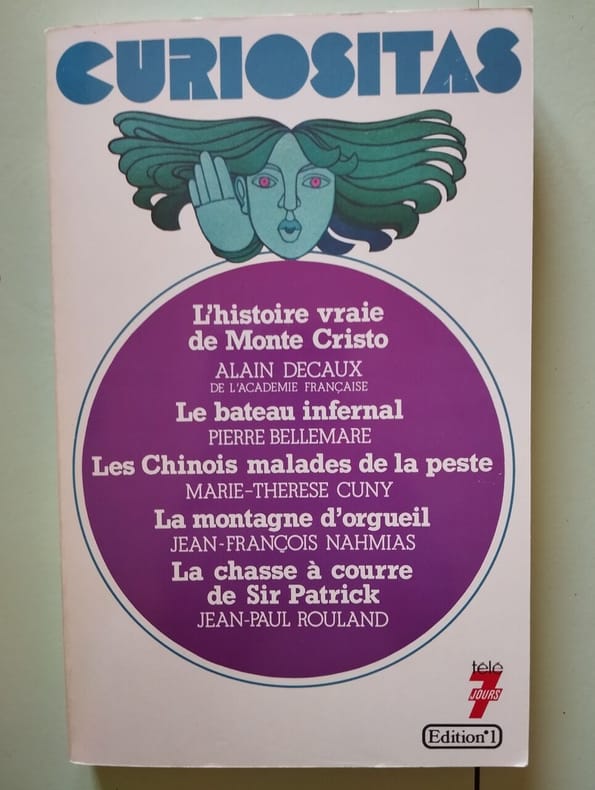 CURIOSITAS
L'histoire vraie
de Monte Cristo
ALAIN DECAUX
DE L'ACADEMIE FRANÇAISE
Le bateau infernal
PIERRE BELLEMARE
Les Chinois malades de la peste
MARIE-THERESE CUNY
La montagne d'orgueil
JEAN-FRANÇOIS NAHMIAS
La chasse à courre
de Sir Patrick
JEAN-PAUL ROULAND
télé
7
JOURS
Edition°1